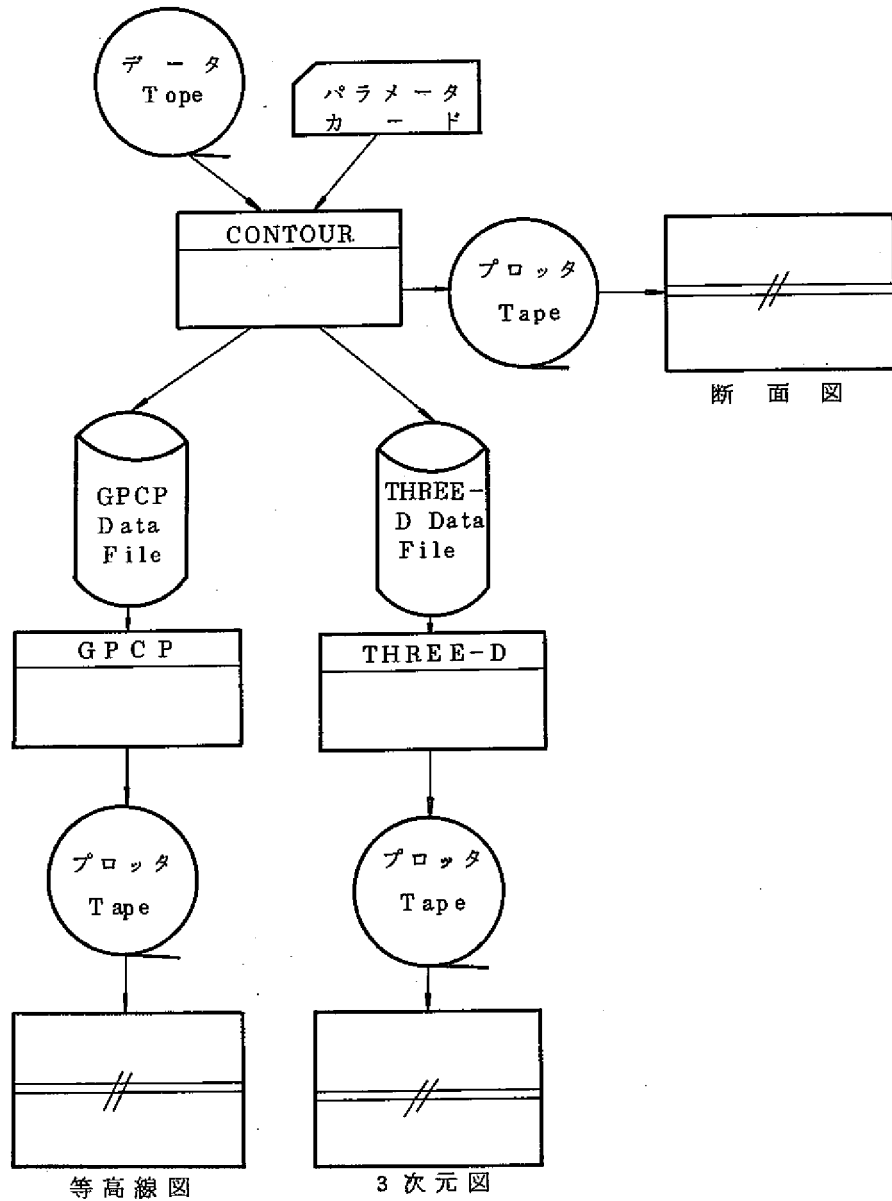 データ
Tope
パラメータ
カード
CONTOUR
プロッタ
Tape
断面図
GPCP
Data
File
THREE-
D Data
File
GPCP
THREE-D
プロッタ
Tape
プロッタ
Tape
等高線図
3次元図